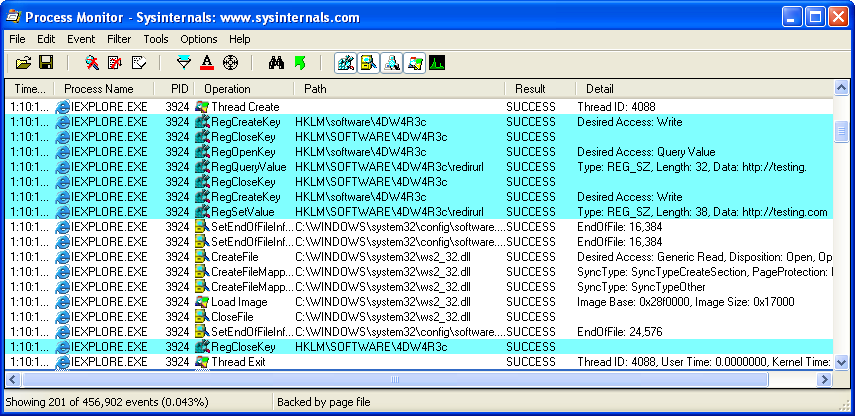 Process Monitor - Sysinternals: www.sysinternals.com
File Edit Event Filter Tools Options Help
Time... Process Name PID Operation Path Result Detail
1:10:1... IEXPLORE.EXE 3924 Thread Create SUCCESS Thread ID: 4088
1:10:1... IEXPLORE.EXE 3924 RegCreateKey HKLM\software\4DW4R3c SUCCESS Desired Access: Write
1:10:1... IEXPLORE.EXE 3924 RegCloseKey HKLM\SOFTWARE\4DW4R3c SUCCESS
1:10:1... IEXPLORE.EXE 3924 RegOpenKey HKLM\software\4DW4R3c SUCCESS Desired Access: Query Value
1:10:1... IEXPLORE.EXE 3924 RegQueryValue HKLM\SOFTWARE\4DW4R3c\redirurl SUCCESS Type: REG_SZ, Length: 32, Data: http://testing.
1:10:1... IEXPLORE.EXE 3924 RegCloseKey HKLM\SOFTWARE\4DW4R3c SUCCESS
1:10:1... IEXPLORE.EXE 3924 RegCreateKey HKLM\software\4DW4R3c SUCCESS Desired Access: Write
1:10:1... IEXPLORE.EXE 3924 RegSetValue HKLM\SOFTWARE\4DW4R3c\redirurl SUCCESS Type: REG_SZ, Length: 38, Data: http://testing.com
1:10:1... IEXPLORE.EXE 3924 SetEndOfFileInf... C:\WINDOWS\system32\config\software.... SUCCESS EndOfFile: 16,384
1:10:1... IEXPLORE.EXE 3924 SetEndOfFileInf... C:\WINDOWS\system32\config\software.... SUCCESS EndOfFile: 16,384
1:10:1... IEXPLORE.EXE 3924 CreateFile C:\WINDOWS\system32\ws2_32.dll SUCCESS Desired Access: Generic Read, Disposition: Open, Op
1:10:1... IEXPLORE.EXE 3924 CreateFileMapp... C:\WINDOWS\system32\ws2_32.dll SUCCESS SyncType: SyncTypeCreateSection, PageProtection:
1:10:1... IEXPLORE.EXE 3924 CreateFileMapp... C:\WINDOWS\system32\ws2_32.dll SUCCESS SyncType: SyncTypeOther
1:10:1... IEXPLORE.EXE 3924 Load Image C:\WINDOWS\system32\ws2_32.dll SUCCESS Image Base: 0x28f0000, Image Size: 0x17000
1:10:1... IEXPLORE.EXE 3924 CloseFile C:\WINDOWS\system32\ws2_32.dll SUCCESS
1:10:1... IEXPLORE.EXE 3924 SetEndOfFileInf... C:\WINDOWS\system32\config\software.... SUCCESS EndOfFile: 24,576
1:10:1... IEXPLORE.EXE 3924 RegCloseKey HKLM\SOFTWARE\4DW4R3c SUCCESS
1:10:1... IEXPLORE.EXE 3924 Thread Exit SUCCESS Thread ID: 4088, User Time: 0.0000000, Kernel Time:
Showing 201 of 456,902 events (0.043%) Backed by page file